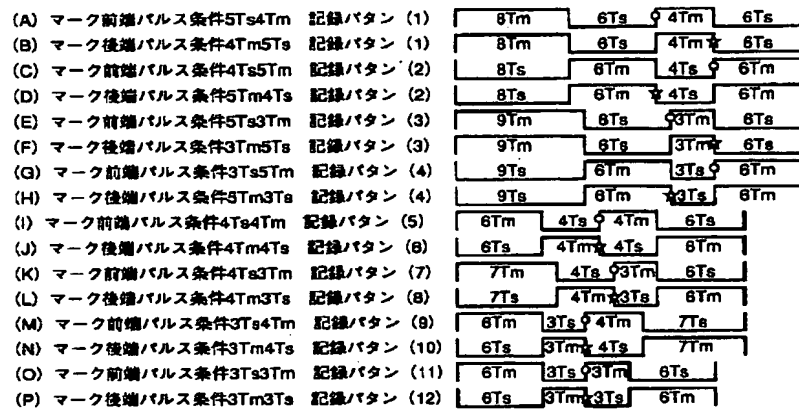 (A) マーク前端パルス条件5Ts4Tm 記録パタン (1) 8Tm 6Ts 4Tm 6Ts
(B) マーク後端パルス条件4Tm5Ts 記録パタン (1) 8Tm 6Ts 4Tm 6Ts
(C) マーク前端パルス条件4Ts5Tm 記録パタン (2) 8Ts 6Tm 4Ts 6Tm
(D) マーク後端パルス条件5Tm4Ts 記録パタン (2) 8Ts 6Tm 4Ts 6Tm
(E) マーク前端パルス条件5Ts3Tm 記録パタン (3) 9Tm 6Ts 3Tm 6Ts
(F) マーク後端パルス条件3Tm5Ts 記録パタン (3) 9Tm 6Ts 3Tm 6Ts
(G) マーク前端パルス条件3Ts5Tm 記録パタン (4) 9Ts 6Tm 3Ts 6Tm
(H) マーク後端パルス条件5Tm3Ts 記録パタン (4) 9Ts 6Tm 3Ts 6Tm
(I) マーク前端パルス条件4Ts4Tm 記録パタン (5) 6Tm 4Ts 4Tm 6Ts
(J) マーク後端パルス条件4Tm4Ts 記録パタン (6) 6Ts 4Tm 4Ts 6Tm
(K) マーク前端パルス条件4Ts3Tm 記録パタン (7) 7Tm 4Ts 3Tm 6Ts
(L) マーク後端パルス条件4Tm3Ts 記録パタン (8) 7Ts 4Tm 3Ts 6Tm
(M) マーク前端パルス条件3Ts4Tm 記録パタン (9) 6Tm 3Ts 4Tm 7Ts
(N) マーク後端パルス条件3Tm4Ts 記録パタン (10) 6Ts 3Tm 4Ts 7Tm
(O) マーク前端パルス条件3Ts3Tm 記録パタン (11) 6Tm 3Ts 3Tm 6Ts
(P) マーク後端パルス条件3Tm3Ts 記録パタン (12) 6Ts 3Tm 3Ts 6Tm